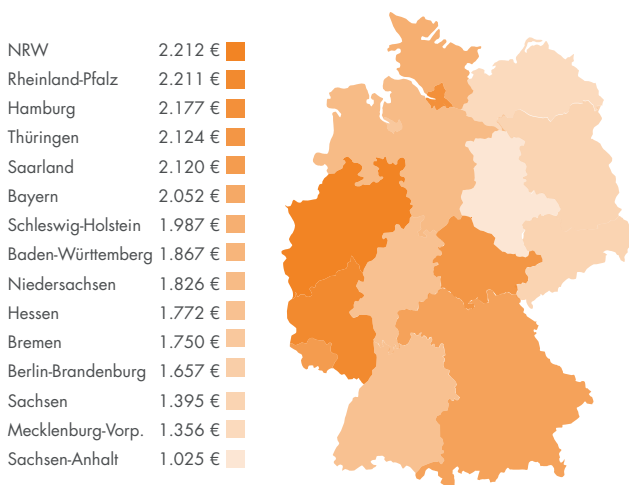 NRW 2.212 €
Rheinland-Pfalz 2.211 €
Hamburg 2.177 €
Thüringen 2.124 €
Saarland 2.120 €
Bayern 2.052 €
Schleswig-Holstein 1.987 €
Baden-Württemberg 1.867 €
Niedersachsen 1.826 €
Hessen 1.772 €
Bremen 1.750 €
Berlin-Brandenburg 1.657 €
Sachsen 1.395 €
Mecklenburg-Vorp. 1.356 €
Sachsen-Anhalt 1.025 €